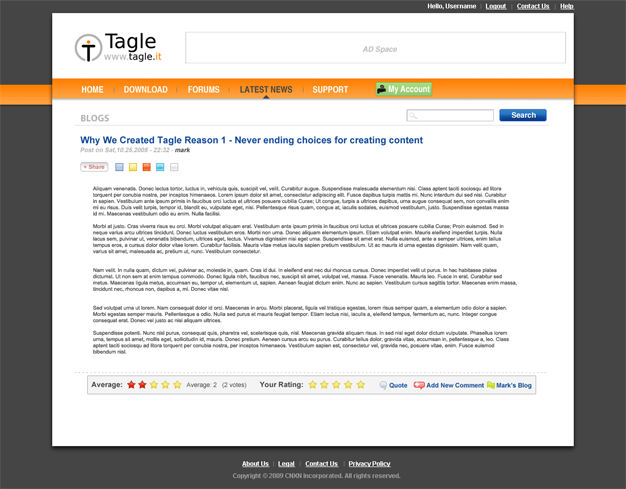 Hello, Username | Logout | Contact Us | Help
Tagle
www.tagle.it
AD Space
HOME DOWNLOAD FORUMS LATEST NEWS SUPPORT My Account
BLOGS
Search
Why We Created Tagle Reason 1 - Never ending choices for creating content
Post on Sat,10.25.2008 - 22:32 - mark
+ Share
Aliquam venenatis. Donec lectus tortor, luctus in, vehicula quis, suscipit vel, velit. Curabitur augue. Suspendisse malesuada elementum nisi. Class aptent taciti sociosqu ad litora
torquent per conubia nostra, per inceptos himenaeos. Lorem ipsum dolor sit amet, consectetur adipiscing elit. Fusce dapibus turpis mattis mi. Nunc interdum dui sed nisi. Curabitur
in sapien. Vestibulum ante ipsum primis in faucibus orci luctus et ultrices posuere cubilia Curae; Ut congue, turpis a ultrices dapibus, urna augue consequat sem, non convallis enim
mi eu risus. Duis velit turpis, tempor id, blandit eu, vulputate eget, nisi. Pellentesque risus quam, congue at, iaculis sodales, euismod vestibulum, justo. Suspendisse egestas massa
id mi. Maecenas vestibulum odio eu enim. Nulla facilisi.
Morbi at justo. Cras viverra risus eu orci. Morbi volutpat aliquam erat. Vestibulum ante ipsum primis in faucibus orci luctus et ultrices posuere cubilia Curae; Proin euismod. Sed in
neque varius arcu ultrices tincidunt. Donec luctus vestibulum eros. Morbi non urna. Donec aliquam elementum ipsum. Etiam volutpat enim. Morbi elementum imperdiet turpis. Nulla
lacus sem, pulvinar ut, venenatis bibendum, ultrices eget, lectus. Vivamus dignissim nisi eget urna. Suspendisse sit amet erat. Nulla euismod, ante a semper ultrices, enim tellus
tempus eros, a cursus dolor dolor vitae lorem. Curabitur facilisis. Mauris vitae metus iaculis sapien pretium vestibulum. Ut ac mauris id urna egestas dignissim. Nam velit quam,
varius sit amet, malesuada ac, pretium ut, nunc. Vestibulum consectetur.
Nam velit. In nulla quam, dictum vel, pulvinar ac, molestie in, quam. Cras id dui. In eleifend erat nec dui rhoncus cursus. Donec imperdiet velit ut purus. In hac habitasse platea
dictumst. Ut non sem at enim tempus commodo. Donec ligula nibh, faucibus nec, suscipit sit amet, volutpat vel, massa. Fusce venenatis. Mauris leo. Fusce in erat. Curabitur sed
metus. Maecenas ligula metus, accumsan eu, tempor ut, elementum ut, sapien. Aenean feugiat dictum enim. Nunc ac sapien. Vestibulum cursus sagittis tortor. Maecenas enim massa,
tincidunt nec, rhoncus non, dapibus a, mi. Donec vitae nisl.
Sed volutpat urna ut lorem. Nam consequat dolor id orci. Maecenas in arcu. Morbi placerat, ligula vel tristique egestas, lorem risus semper quam, a elementum odio dolor a sapien.
Morbi egestas semper mauris. Pellentesque a odio. Nulla sed purus at mauris feugiat tempor. Etiam lectus nisi, iaculis a, eleifend tempus, fermentum ac, nunc. Integer congue
consequat erat. Donec vel justo ac nisl aliquam ultrices.
Suspendisse potenti. Nunc nisl purus, consequat quis, pharetra vel, scelerisque quis, nisl. Maecenas gravida aliquam risus. In sed nisi eget dolor dictum vulputate. Phasellus lorem
urna, tempus sit amet, mollis eget, sollicitudin id, mauris. Donec pretium. Aenean cursus arcu eu purus. Curabitur tellus dolor, gravida vitae, accumsan in, pellentesque a, leo. Class
aptent taciti sociosqu ad litora torquent per conubia nostra, per inceptos himenaeos. Vestibulum sapien est, consectetur vel, gravida nec, posuere vitae, enim. Fusce euismod
bibendum nisl.
Average: Average: 2 (2 votes) Your Rating: Quote Add New Comment Mark's Blog
About Us | Legal | Contact Us | Privacy Policy
Copyright © 2009 CNXN Incorporated. All rights reserved.